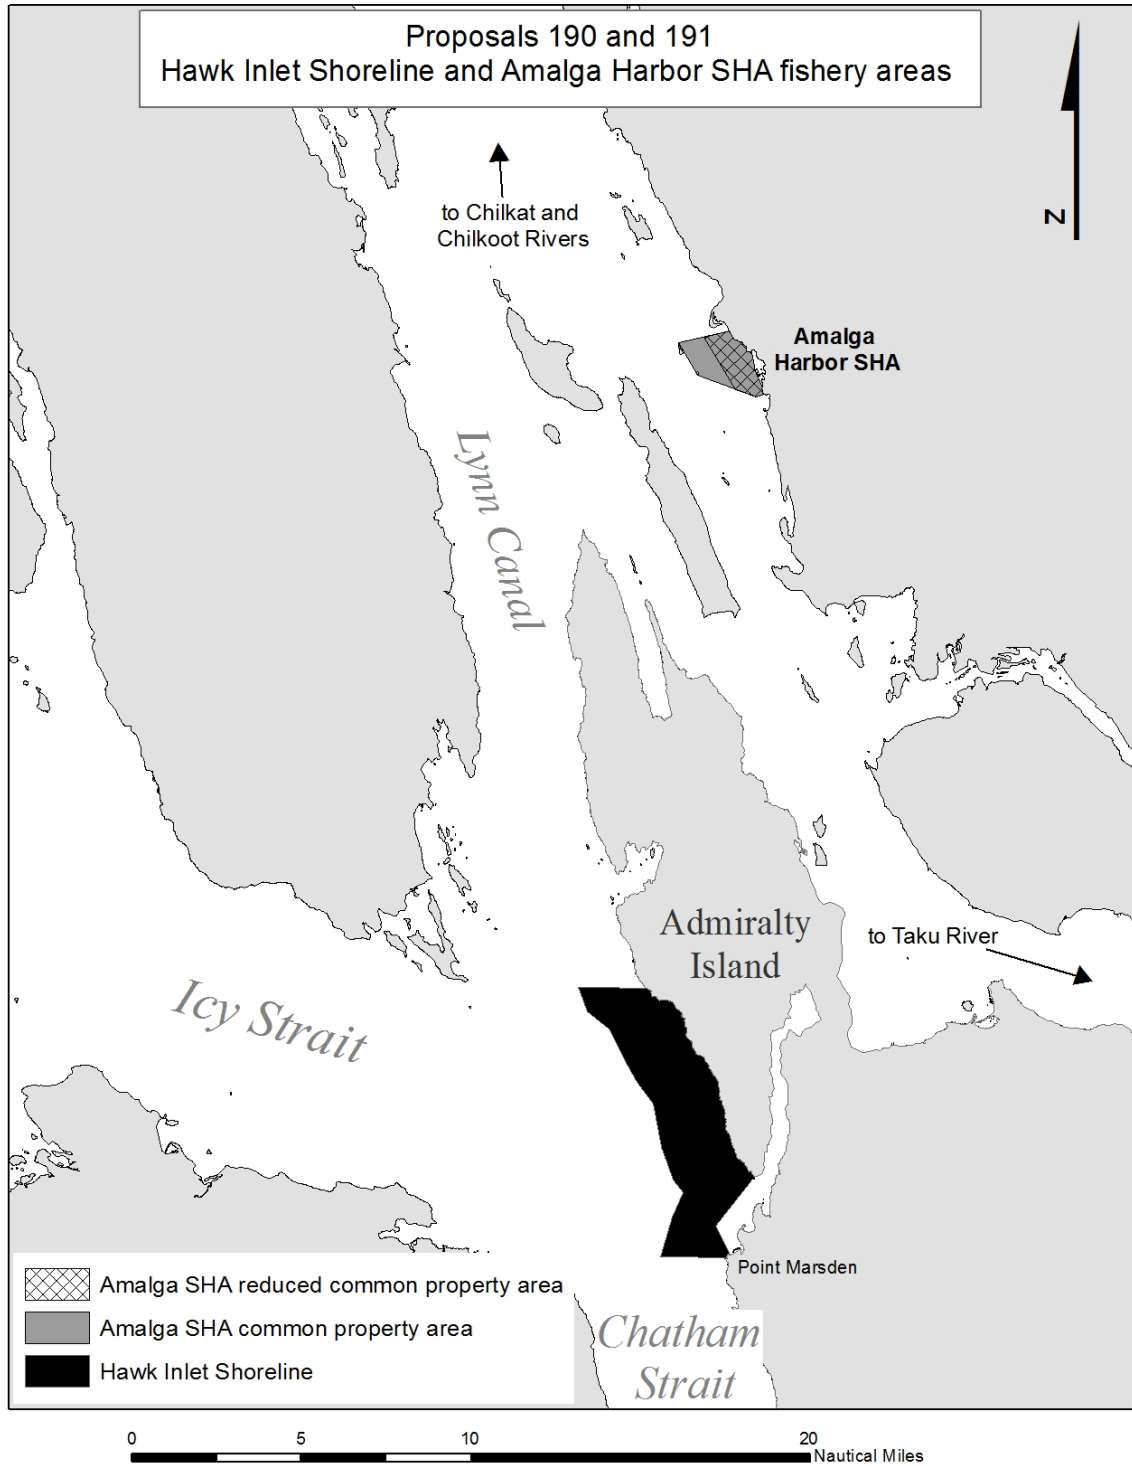 Proposals 190 and 191
Hawk Inlet Shoreline and Amalga Harbor SHA fishery areas
N
to Chilkat and
Chilkoot Rivers
Amalga
Harbor SHA
Lynn Canal
Admiralty
Island
to Taku River
Icy Strait
Point Marsden
Chatham
Strait
Amalga SHA reduced common property area
Amalga SHA common property area
Hawk Inlet Shoreline
0 5 10 20
Nautical Miles